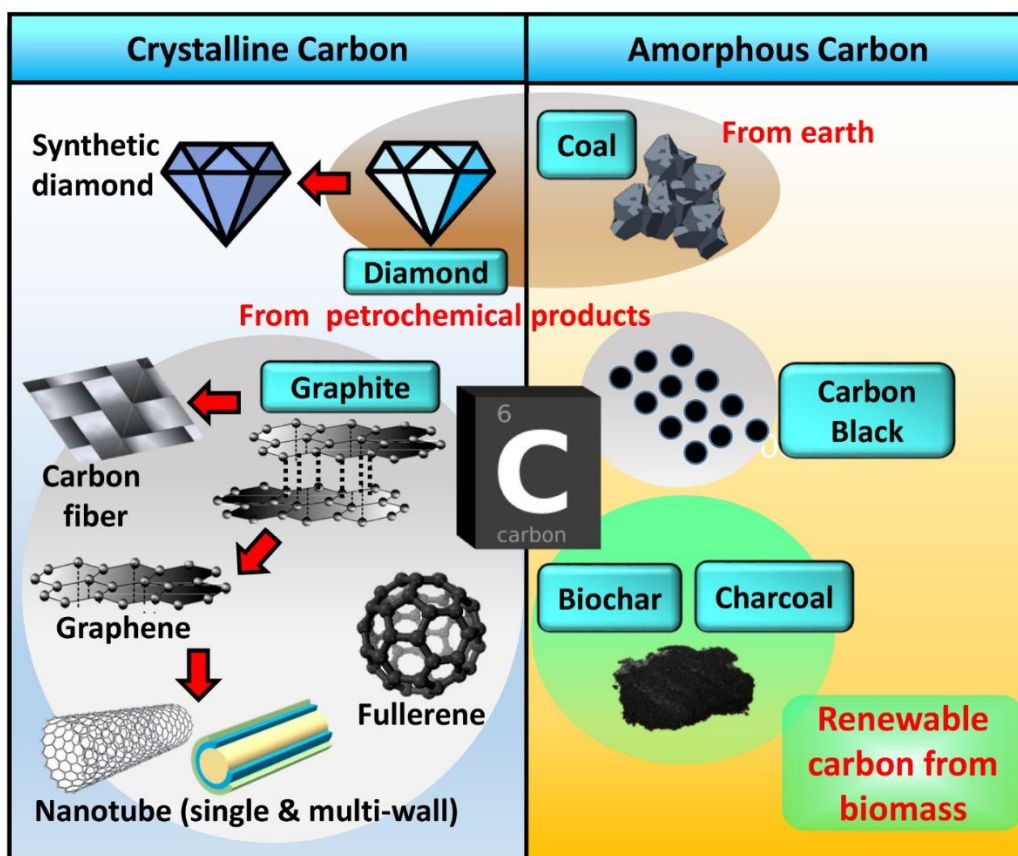 Crystalline Carbon
Amorphous Carbon
Synthetic
diamond
Diamond
Coal
From earth
From petrochemical products
Graphite
Carbon
fiber
Graphene
Fullerene
Nanotube (single & multi-wall)
6
C
carbon
Carbon
Black
0
Biochar
Charcoal
Renewable
carbon from
biomass